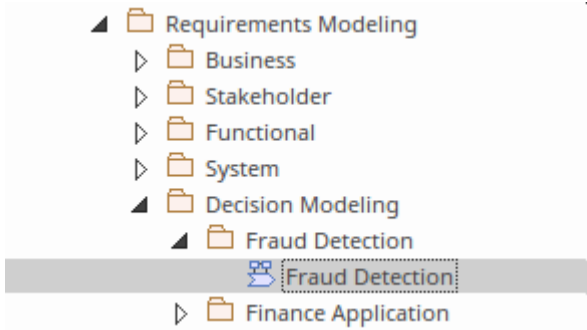 Requirements Modeling
Business
Stakeholder
Functional
System
Decision Modeling
Fraud Detection
Fraud Detection
Finance Application